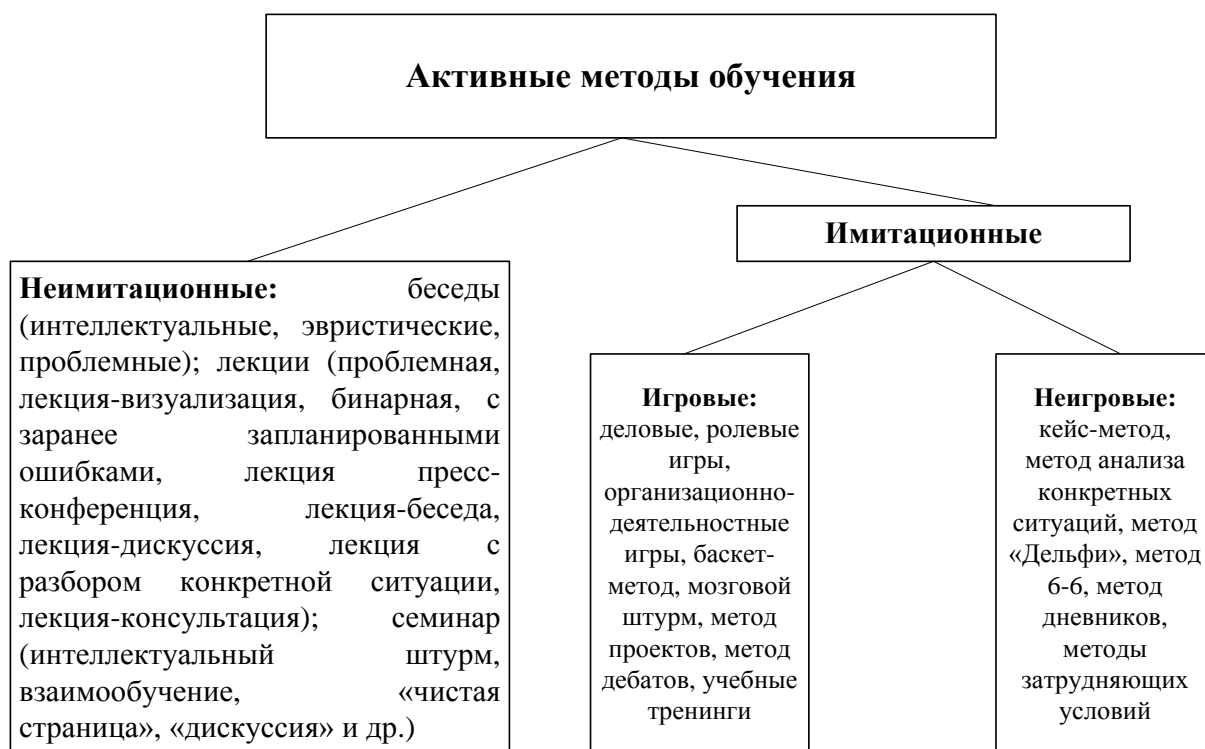 Активные методы обучения
Имитационные
Неимитационные: беседы
(интеллектуальные, эвристические,
проблемные); лекции (проблемная,
лекция-визуализация, бинарная, с
заранее запланированными
ошибками, лекция пресс-
конференция, лекция-беседа,
лекция-дискуссия, лекция с
разбором конкретной ситуации,
лекция-консультация); семинар
(интеллектуальный штурм,
взаимообучение, «чистая
страница», «дискуссия» и др.)
Игровые:
деловые, ролевые
игры,
организационно-
деятельностные
игры, баскет-
метод, мозговой
штурм, метод
проектов, метод
дебатов, учебные
тренинги
Неигровые:
кейс-метод,
метод анализа
конкретных
ситуаций, метод
«Дельфи», метод
6-6, метод
дневников,
методы
затрудняющих
условий